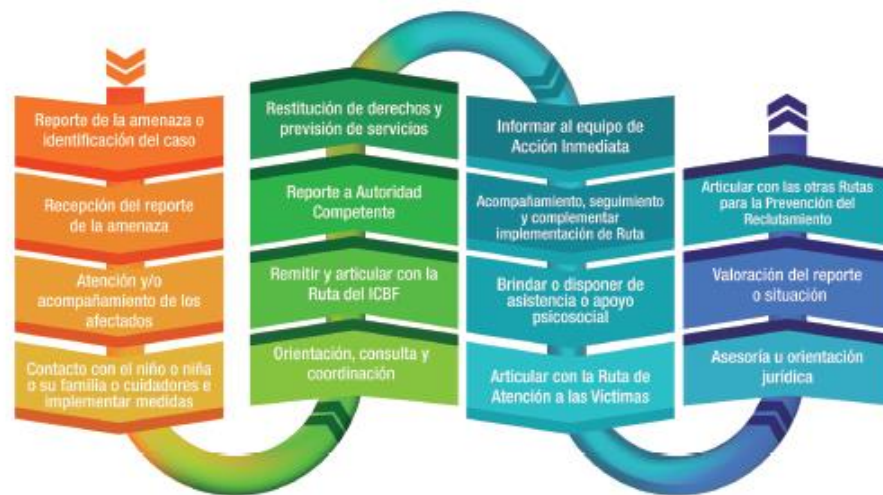 Reporte de la amenaza o
identificación del caso
Recepción del reporte
de la amenaza
Atención y/o
acompañamiento de los
afectados
Contacto con el niño o niña
o su familia o cuidadores e
implementar medidas
Restitución de derechos y
previsión de servicios
Reporte a Autoridad
Competente
Remitir y articular con la
Ruta del ICBF
Orientación, consulta y
coordinación
Informar al equipo de
Acción Inmediata
Acompañamiento, seguimiento
y complementar
implementación de Ruta
Brindar o disponer de
asistencia o apoyo
psicosocial
Articular con la Ruta de
Atención a las Víctimas
Articular con las otras Rutas
para la Prevención del
Reclutamiento
Valoración del reporte
o situación
Asesoría u orientación
jurídica